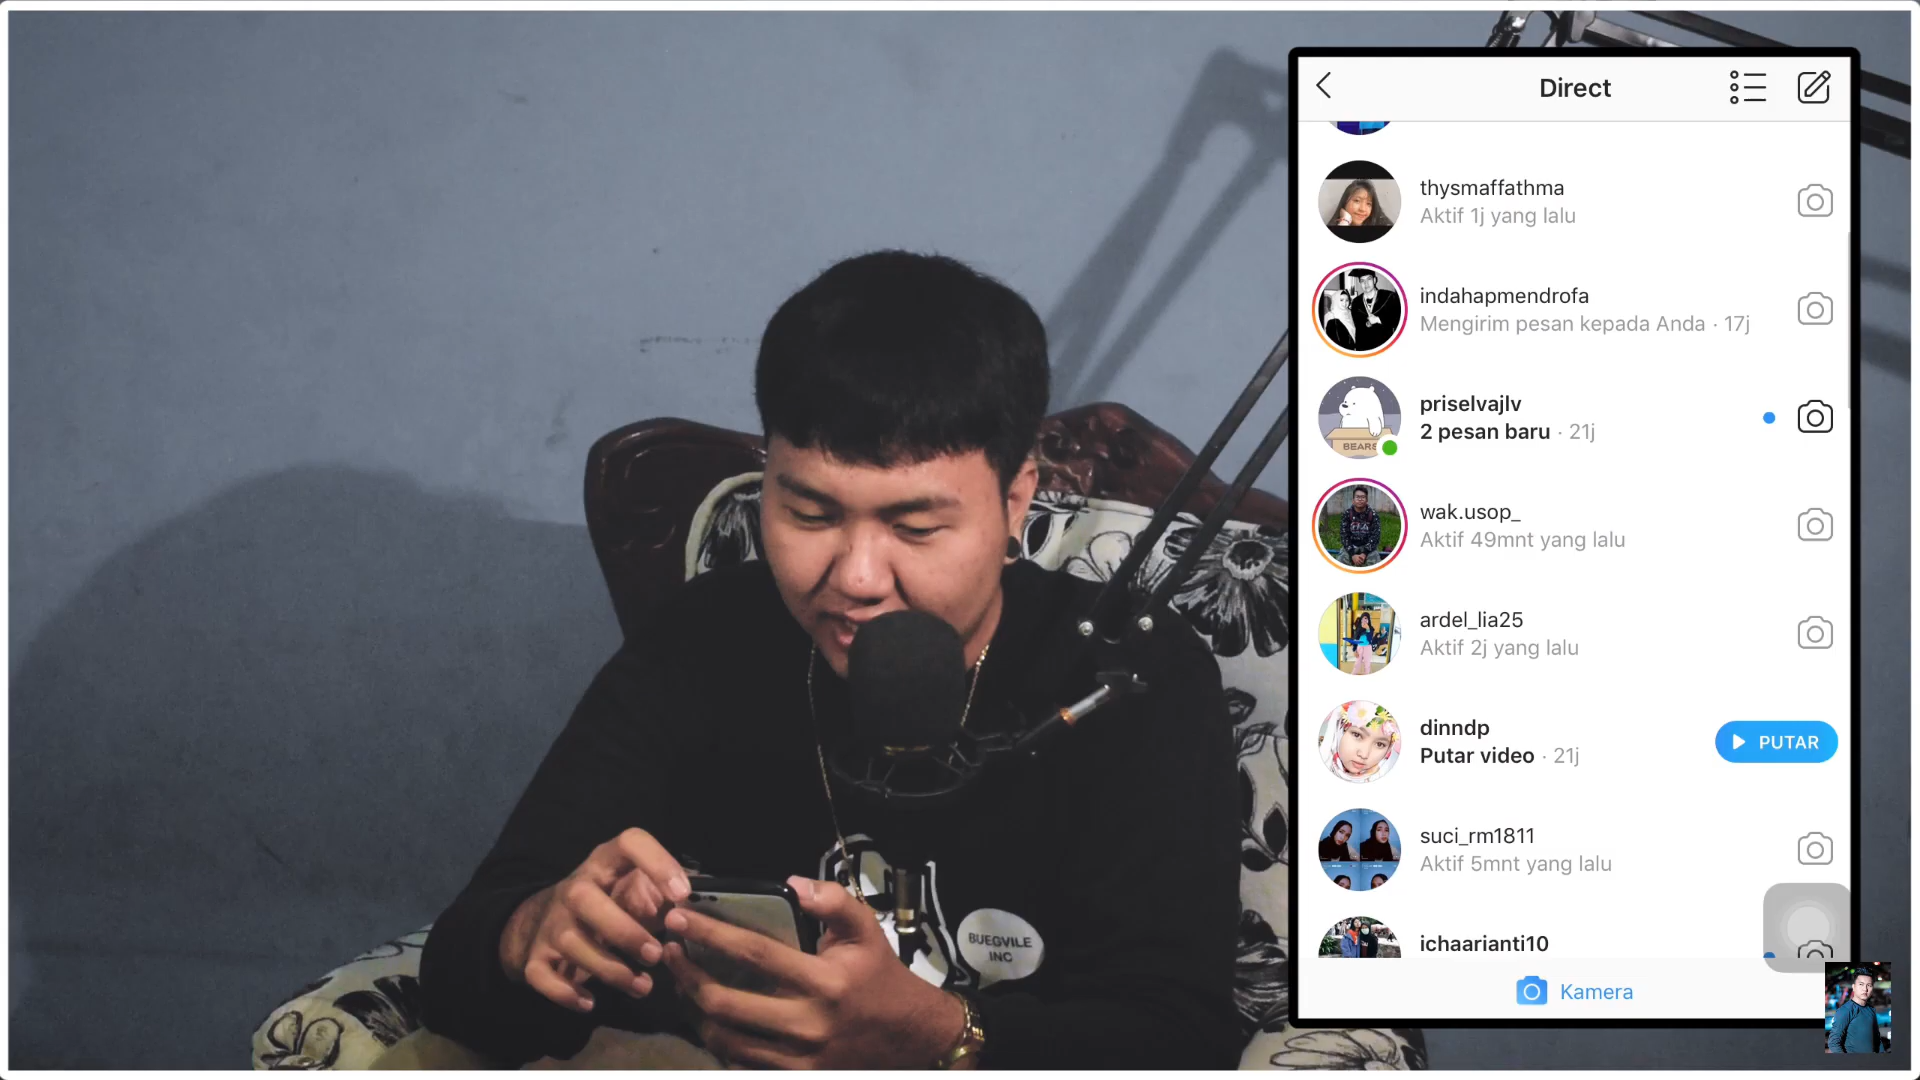 Direct
thysmaffathma
Aktif 1j yang lalu
indahapmendrofa
Mengirim pesan kepada Anda · 17j
priselvajlv
2 pesan baru · 21j
BEARS
wak.usop_
Aktif 49mnt yang lalu
ardel_lia25
Aktif 2j yang lalu
dinndp
Putar video · 21j
PUTAR
suci_rm1811
Aktif 5mnt yang lalu
ichaarianti10
Kamera
BUEGVILE
INC